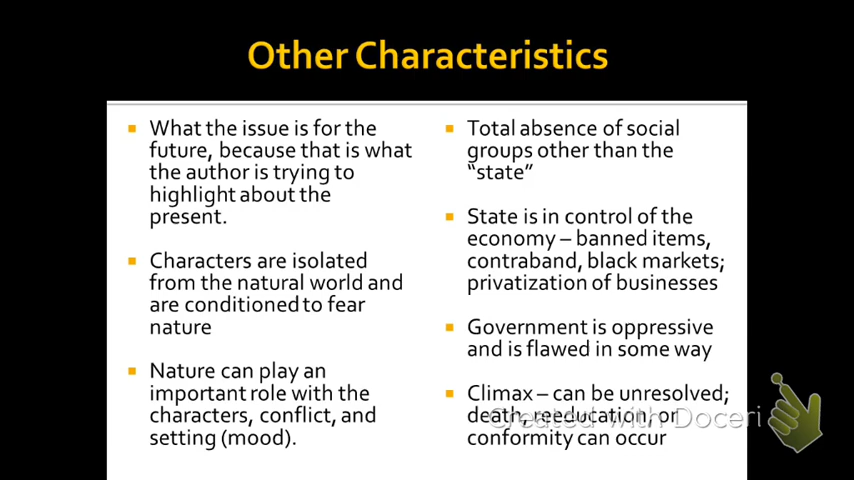 Other Characteristics
What the issue is for the
future, because that is what
the author is trying to
highlight about the
present.
Characters are isolated
from the natural world and
are conditioned to fear
nature
Nature can play an
important role with the
characters, conflict, and
setting (mood).
Total absence of social
groups other than the
“state”
State is in control of the
economy – banned items,
contraband, black markets;
privatization of businesses
Government is oppressive
and is flawed in some way
Climax – can be unresolved;
death, reeducation, or
conformity can occur
Created with Doceri